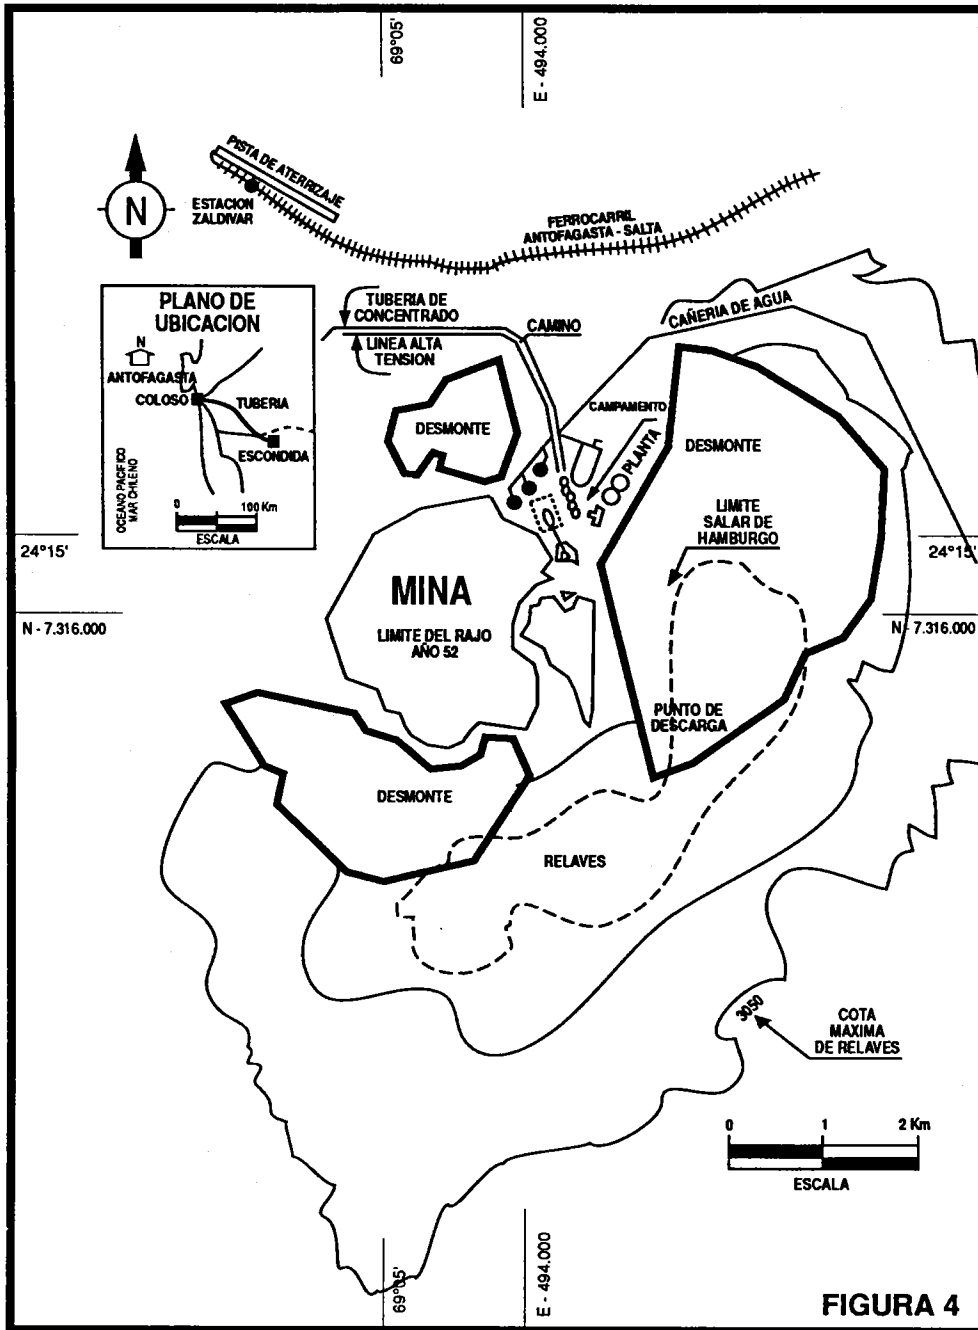 69°05'
E - 494.000
PISTA DE ATERRIZAJE
N
ESTACION
ZALDIVAR
FERROCARRIL
ANTOFAGASTA - SALTA
PLANO DE
UBICACION
N
ANTOFAGASTA
COLOSO
TUBERIA
ESCONDIDA
OCEANO PACIFICO
MAR CHILENO
0 100 Km
ESCALA
TUBERIA DE
CONCENTRADO
LINEA ALTA
TENSION
CAMINO
CAÑERIA DE AGUA
DESMONTE
CAMPAMENTO
PLANTA
DESMONTE
LIMITE
SALAR DE
HAMBURGO
24°15'
24°15'
MINA
LIMITE DEL RAJO
AÑO 52
N - 7.316.000
N - 7.316.000
PUNTO DE
DESCARGA
DESMONTE
RELAVES
3050
COTA
MAXIMA
DE RELAVES
0 1 2 Km
ESCALA
69°05'
E - 494.000
FIGURA 4